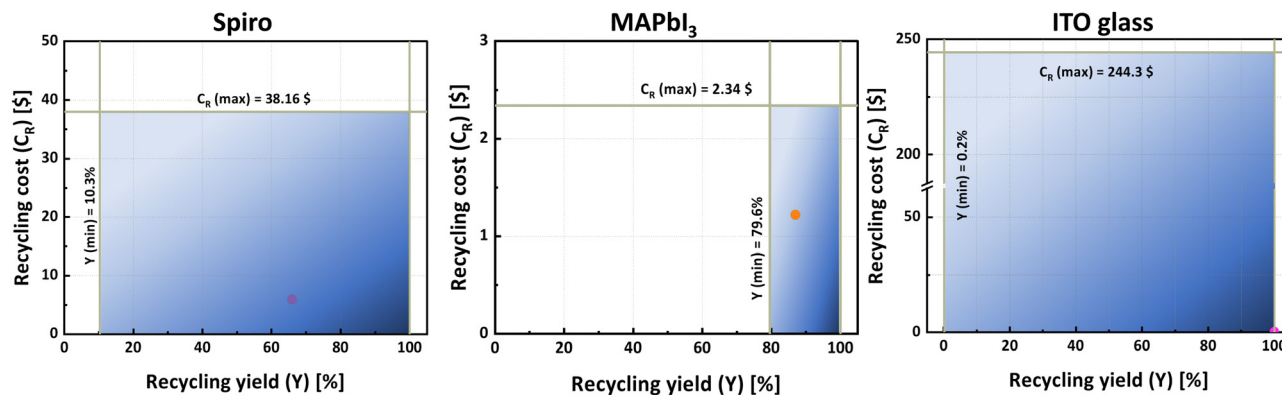 Spiro
50
40
30
20
10
0
0
20
40
60
80
100
Recycling cost (C_R) [$]
Recycling yield (Y) [%]
C_R (max) = 38.16 $
Y (min) = 10.3%
MAPbI₃
3
2
1
0
0
20
40
60
80
100
Recycling cost (C_R) [$]
Recycling yield (Y) [%]
C_R (max) = 2.34 $
Y (min) = 79.6%
ITO glass
250
200
50
0
0
20
40
60
80
100
Recycling cost (C_R) [$]
Recycling yield (Y) [%]
C_R (max) = 244.3 $
Y (min) = 0.2%